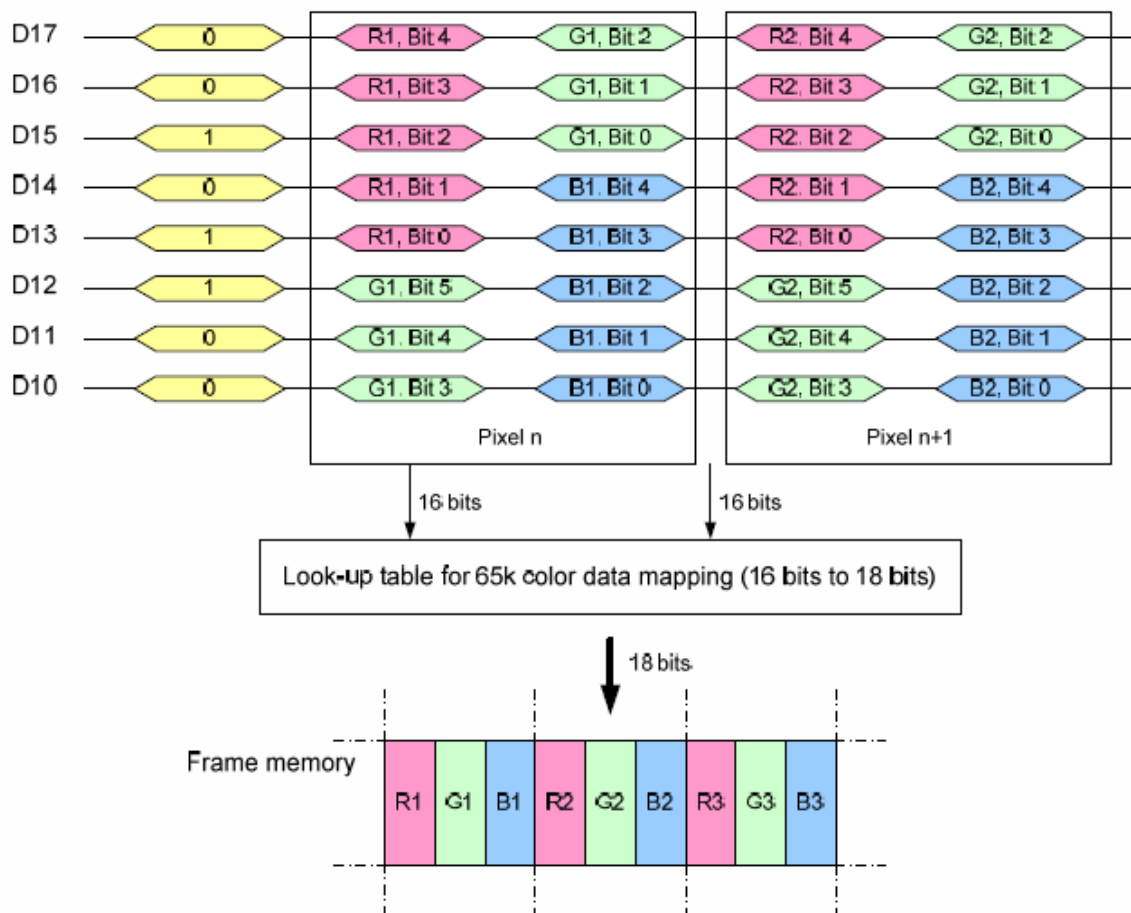 D17 0 R1, Bit 4 G1, Bit 2 R2, Bit 4 G2, Bit 2
D16 0 R1, Bit 3 G1, Bit 1 R2, Bit 3 G2, Bit 1
D15 1 R1, Bit 2 G1, Bit 0 R2, Bit 2 G2, Bit 0
D14 0 R1, Bit 1 B1, Bit 4 R2, Bit 1 B2, Bit 4
D13 1 R1, Bit 0 B1, Bit 3 R2, Bit 0 B2, Bit 3
D12 1 G1, Bit 5 B1, Bit 2 G2, Bit 5 B2, Bit 2
D11 0 G1, Bit 4 B1, Bit 1 G2, Bit 4 B2, Bit 1
D10 0 G1, Bit 3 B1, Bit 0 G2, Bit 3 B2, Bit 0
Pixel n Pixel n+1
16 bits 16 bits
Look-up table for 65k color data mapping (16 bits to 18 bits)
18 bits
Frame memory
R1 G1 B1 R2 G2 B2 R3 G3 B3